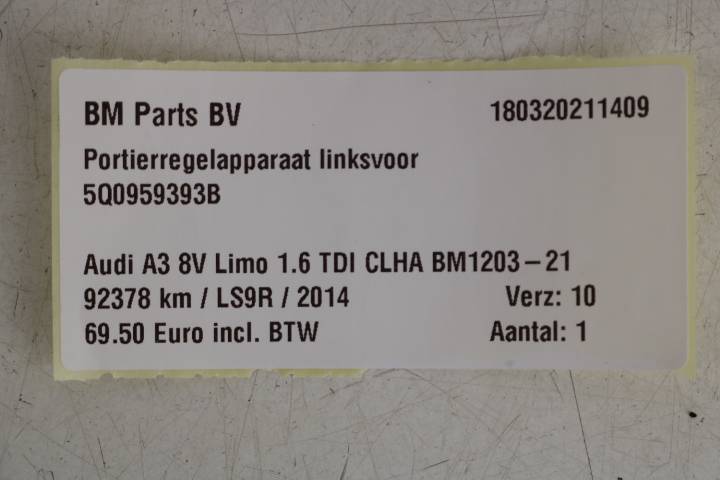 BM Parts BV 180320211409
Portierregelapparaat linksvoor
5Q0959393B
Audi A3 8V Limo 1.6 TDI CLHA BM1203-21
92378 km / LS9R / 2014 Verz: 10
69.50 Euro incl. BTW Aantal: 1